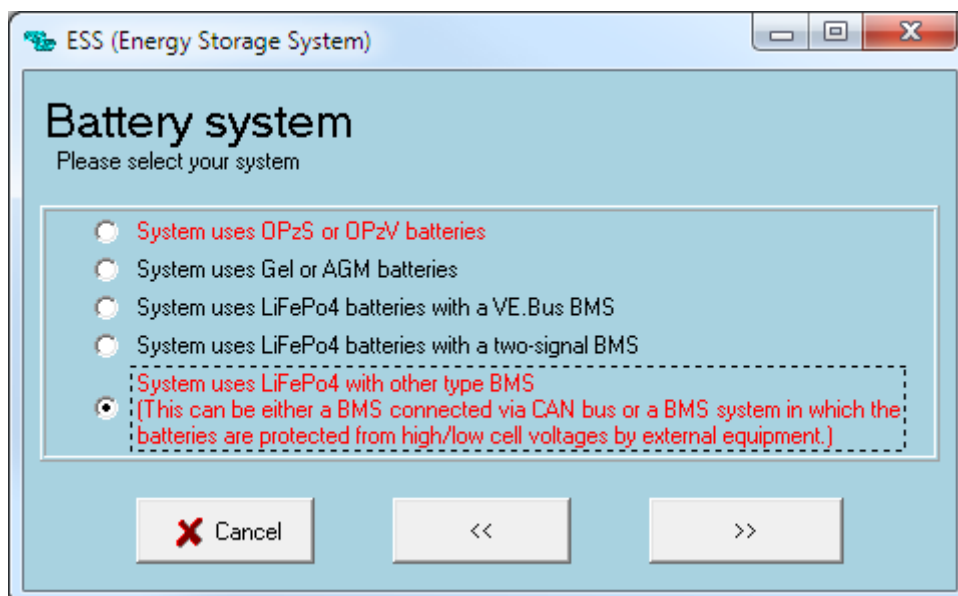 ESS (Energy Storage System)
Battery system
Please select your system
System uses OPzS or OPzV batteries
System uses Gel or AGM batteries
System uses LiFePo4 batteries with a VE.Bus BMS
System uses LiFePo4 batteries with a two-signal BMS
System uses LiFePo4 with other type BMS
(This can be either a BMS connected via CAN bus or a BMS system in which the
batteries are protected from high/low cell voltages by external equipment.)
Cancel << >>